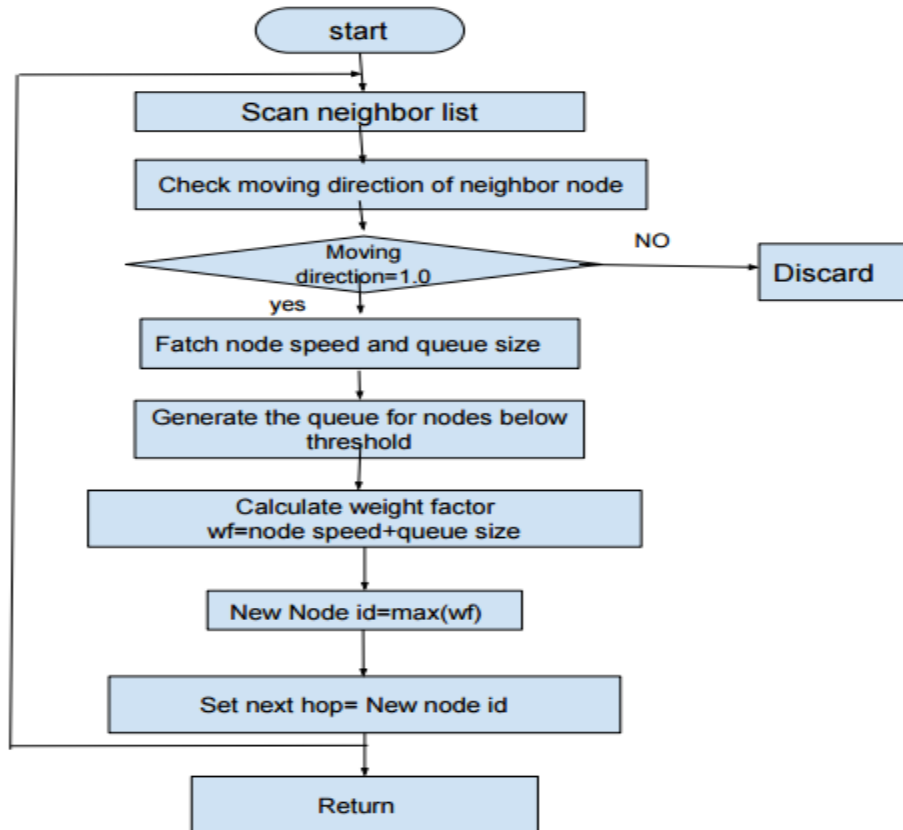 start
Scan neighbor list
Check moving direction of neighbor node
Moving
direction=1.0
NO
Discard
yes
Fatch node speed and queue size
Generate the queue for nodes below
threshold
Calculate weight factor
wf=node speed+queue size
New Node id=max(wf)
Set next hop= New node id
Return